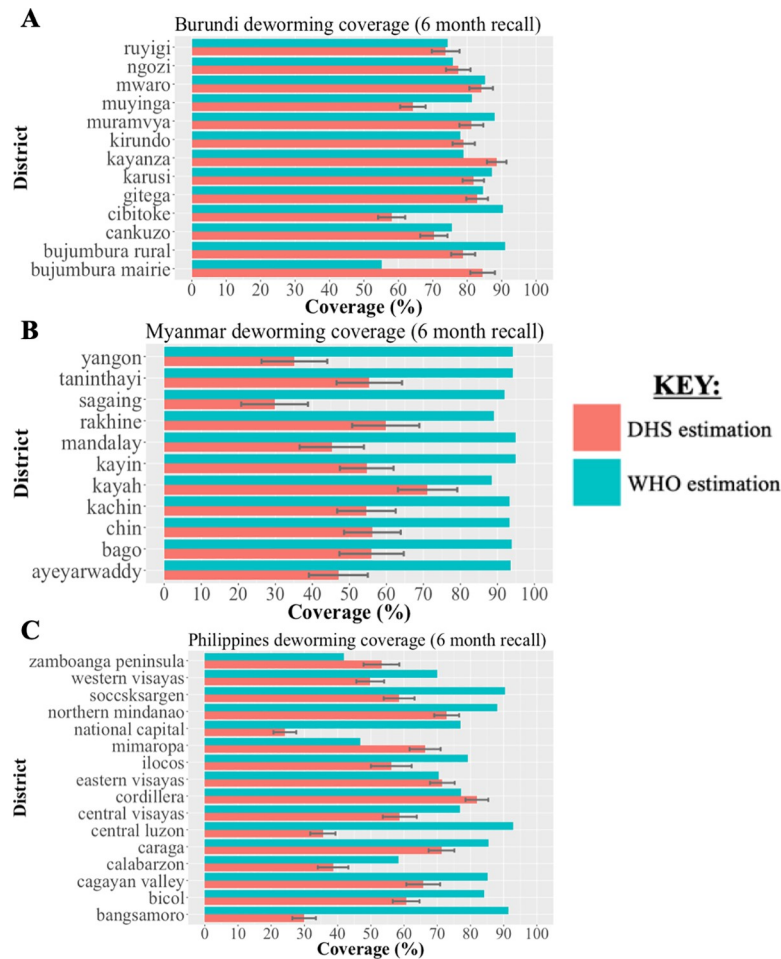 A
Burundi deworming coverage (6 month recall)
District
ruyigi
ngozi
mwaro
muyinga
muramvya
kirundo
kayanza
karusi
gitega
cibitoke
cankuzo
bujumbura rural
bujumbura mairie
0 10 20 30 40 50 60 70 80 90 100
Coverage (%)
B
Myanmar deworming coverage (6 month recall)
District
yangon
taninthayi
sagaing
rakhine
mandalay
kayin
kayah
kachin
chin
bago
ayeyarwaddy
0 10 20 30 40 50 60 70 80 90 100
Coverage (%)
KEY:
DHS estimation
WHO estimation
C
Philippines deworming coverage (6 month recall)
District
zamboanga peninsula
western visayas
soccsksargen
northern mindanao
national capital
mimaropa
ilocos
eastern visayas
cordillera
central visayas
central luzon
caraga
calabarzon
cagayan valley
bicol
bangsamoro
0 10 20 30 40 50 60 70 80 90 100
Coverage (%)